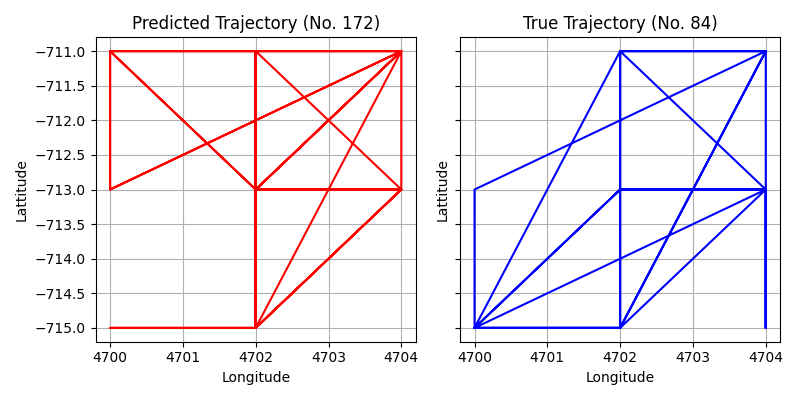 Predicted Trajectory (No. 172)
True Trajectory (No. 84)
−711.0
−711.5
−712.0
−712.5
−713.0
−713.5
−714.0
−714.5
−715.0
Lattitude
Lattitude
4700 4701 4702 4703 4704
4700 4701 4702 4703 4704
Longitude
Longitude